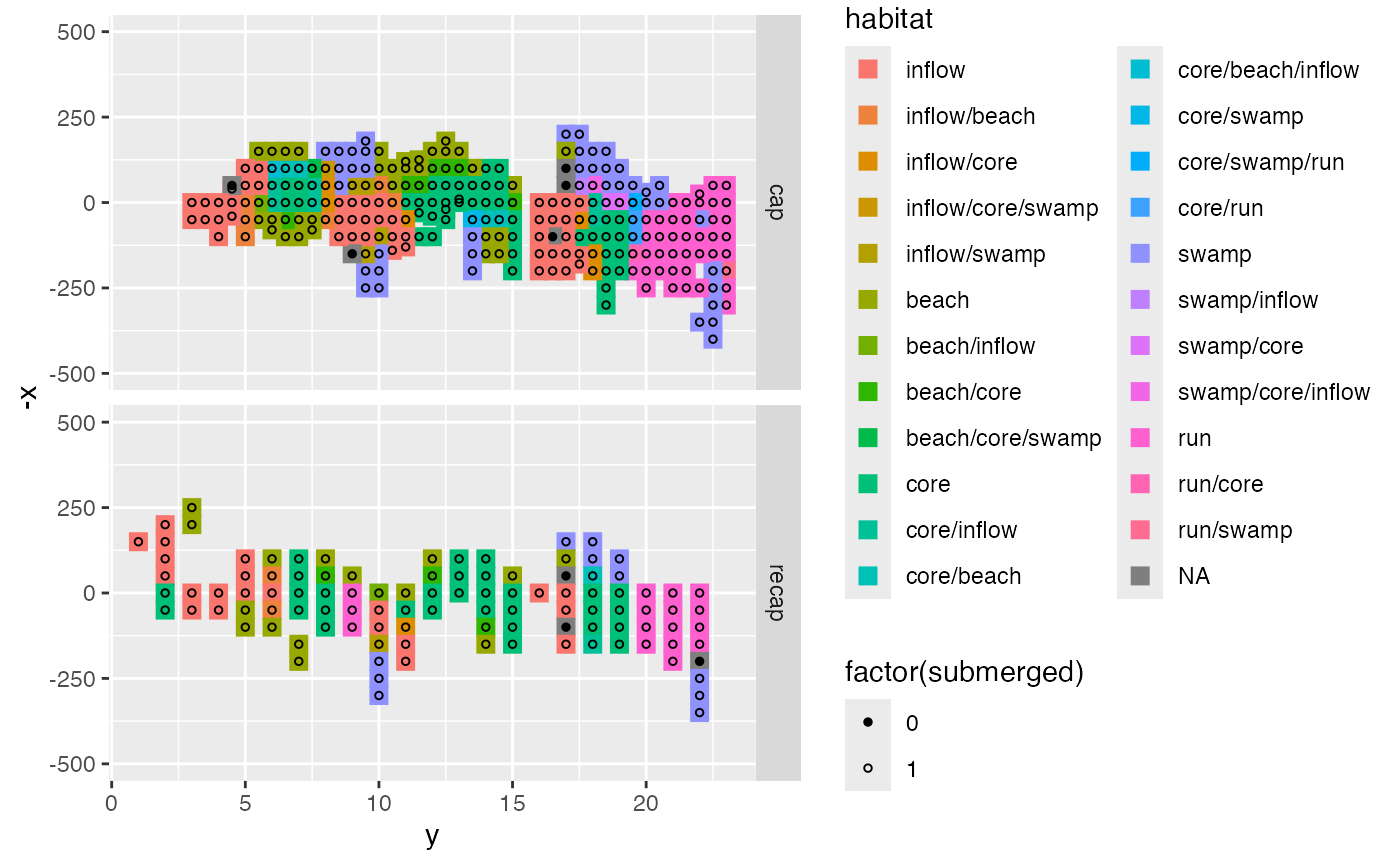 500
250
0
-250
-500
cap
500
250
0
-250
-500
recap
0
5
10
15
20
y
-x
habitat
inflow
inflow/beach
inflow/core
inflow/core/swamp
inflow/swamp
beach
beach/inflow
beach/core
beach/core/swamp
core
core/inflow
core/beach
core/beach/inflow
core/swamp
core/swamp/run
core/run
swamp
swamp/inflow
swamp/core
swamp/core/inflow
run
run/core
run/swamp
NA
factor(submerged)
0
1